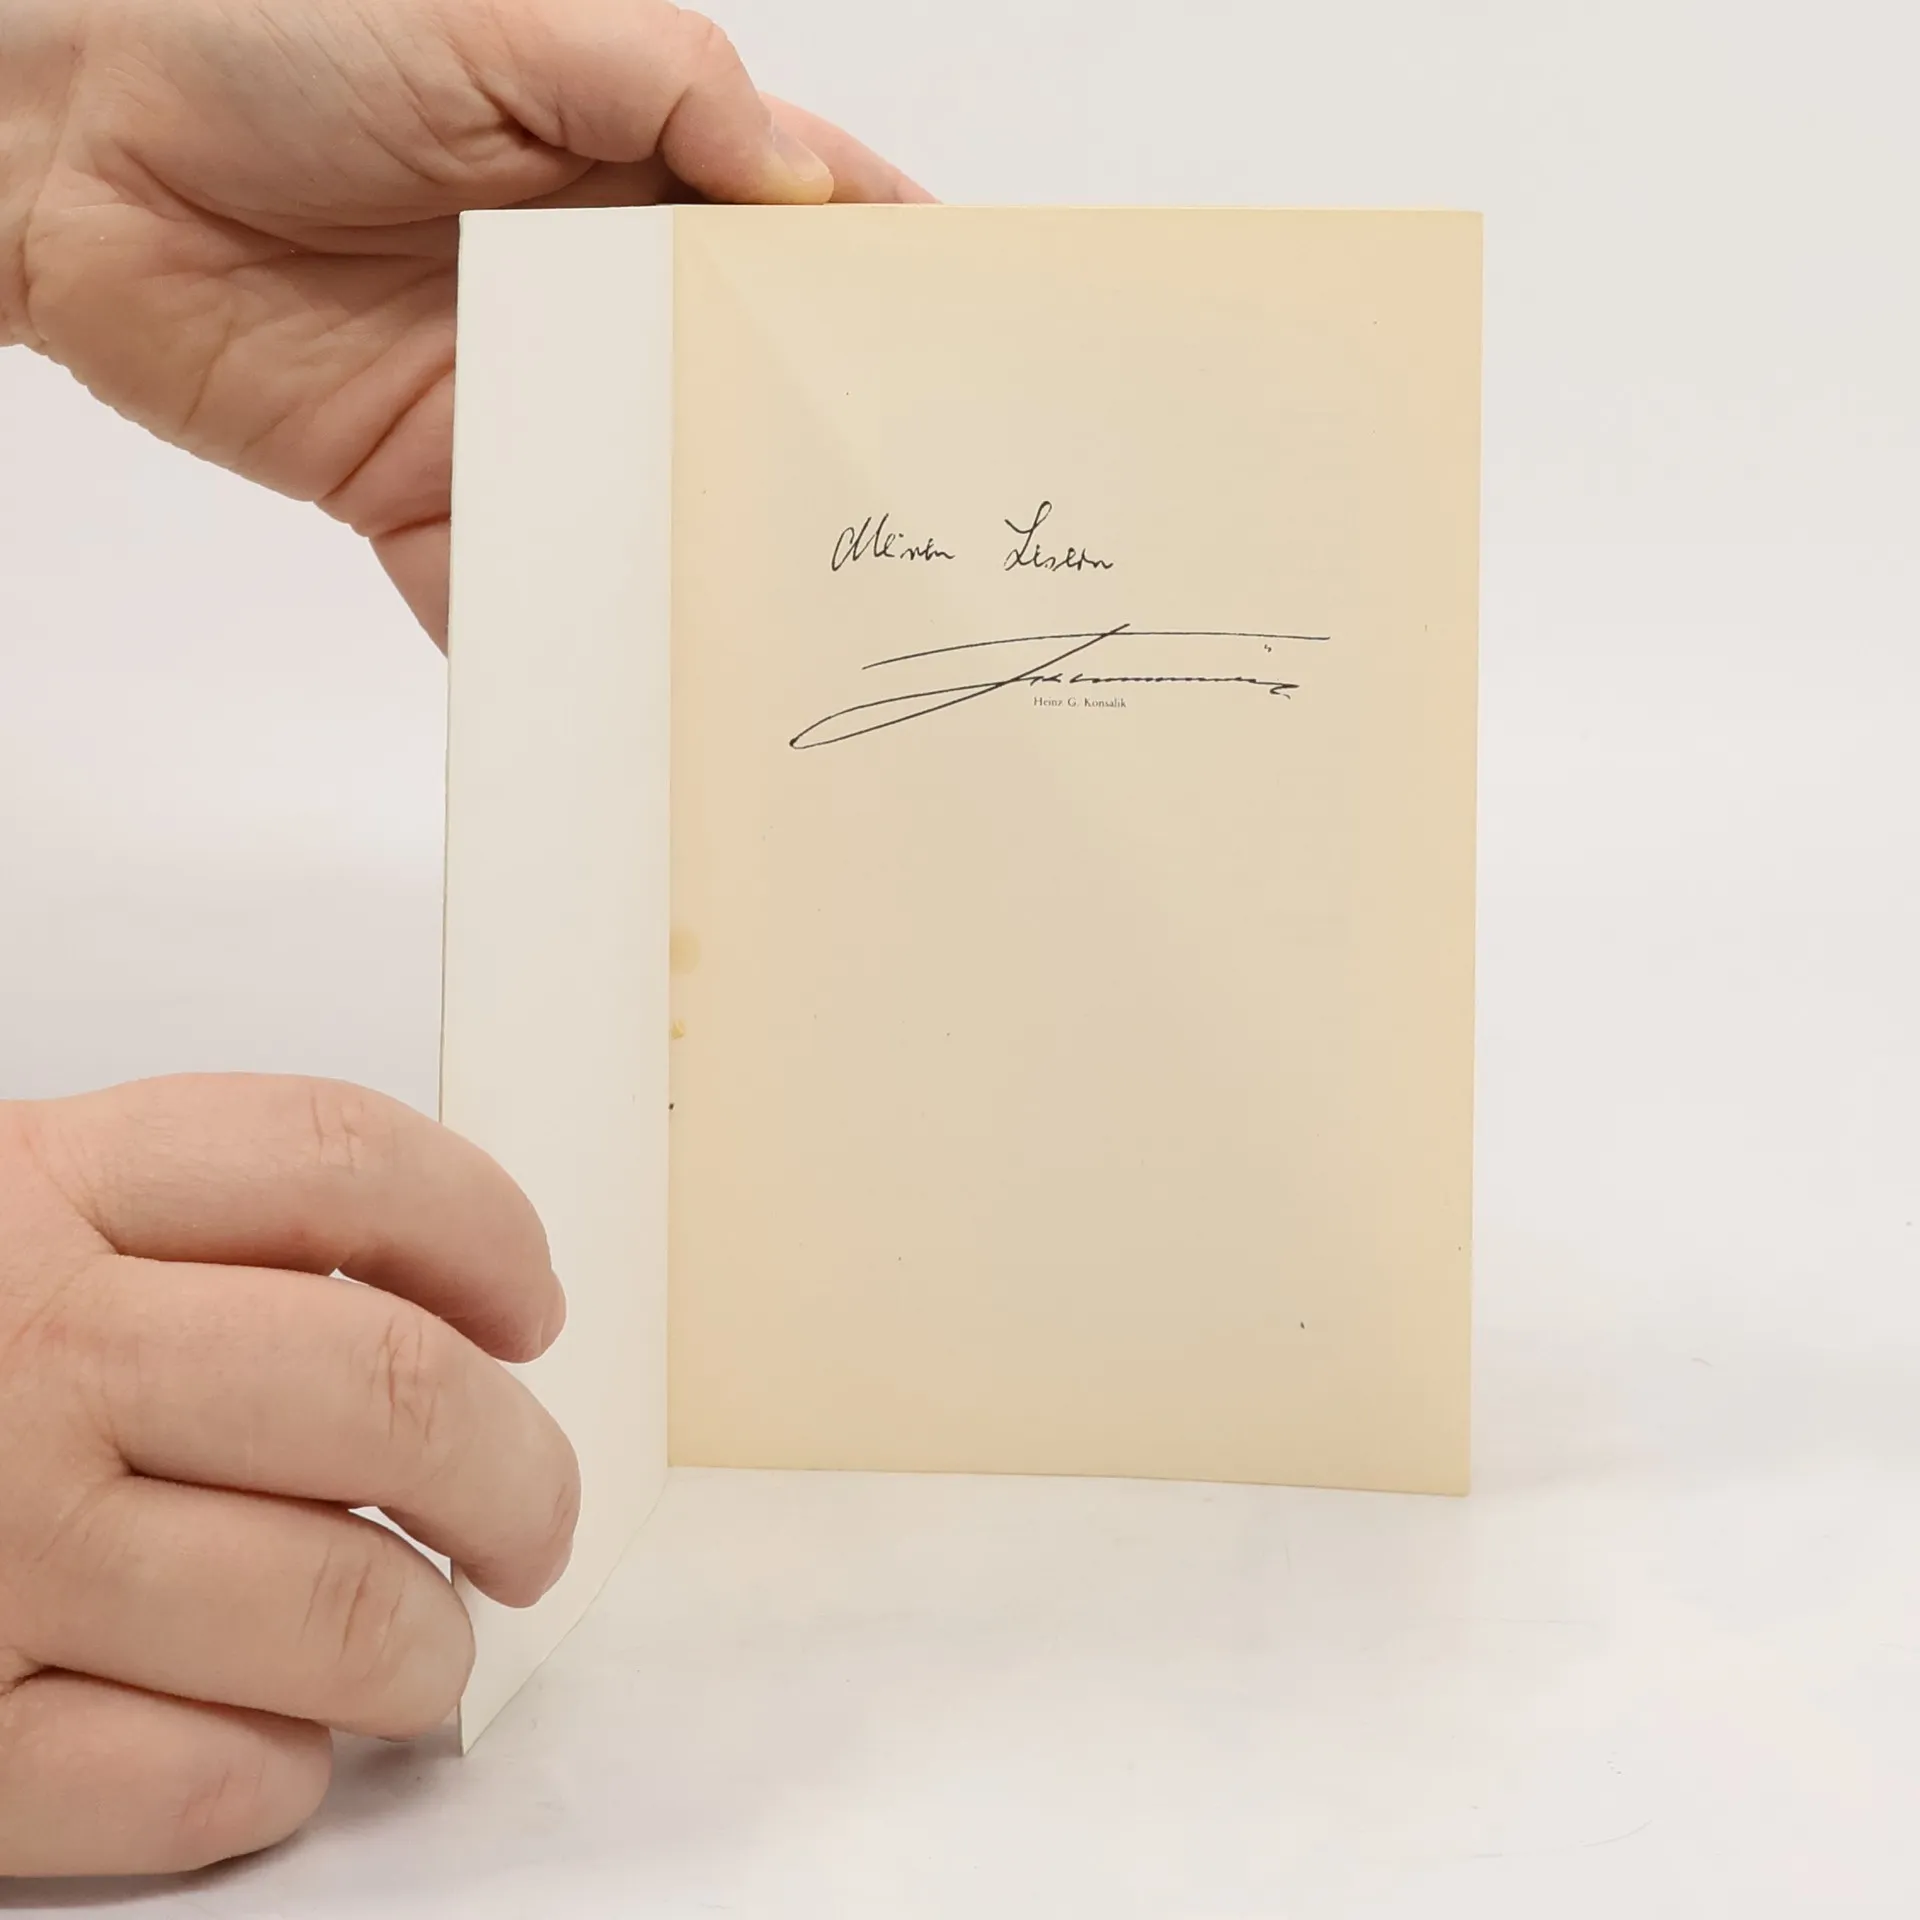 Meinen Lesern
Heinz G. Konsalik